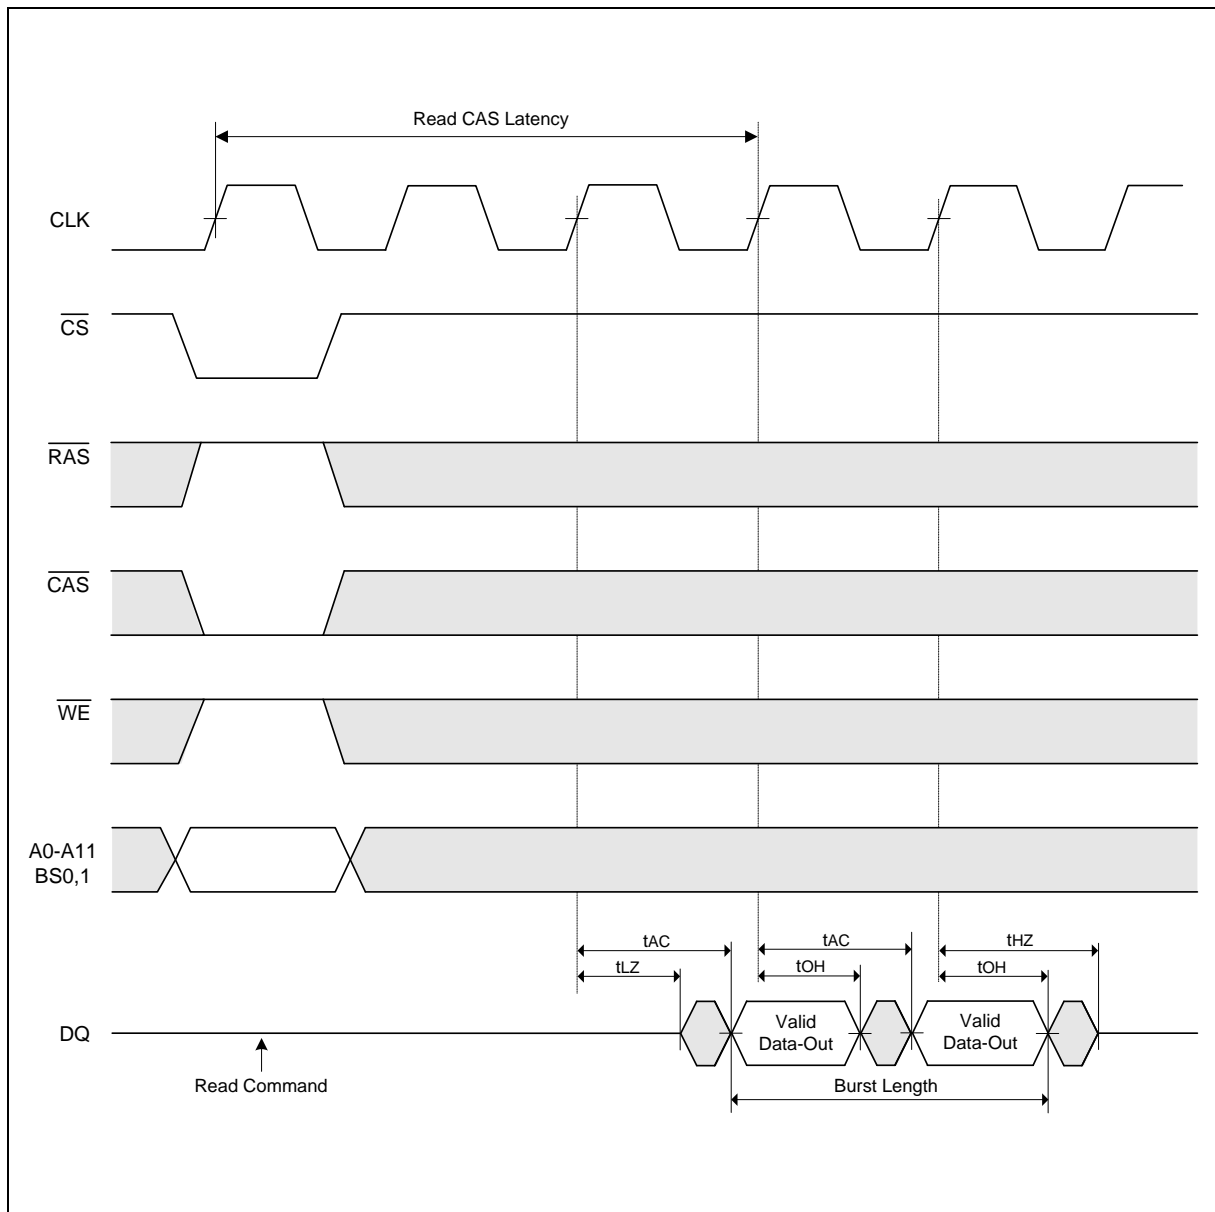 Read CAS Latency
CLK
CS
RAS
CAS
WE
A0-A11
BS0,1
tAC
tAC
tHZ
tLZ
tOH
tOH
DQ
Valid
Data-Out
Valid
Data-Out
Read Command
Burst Length